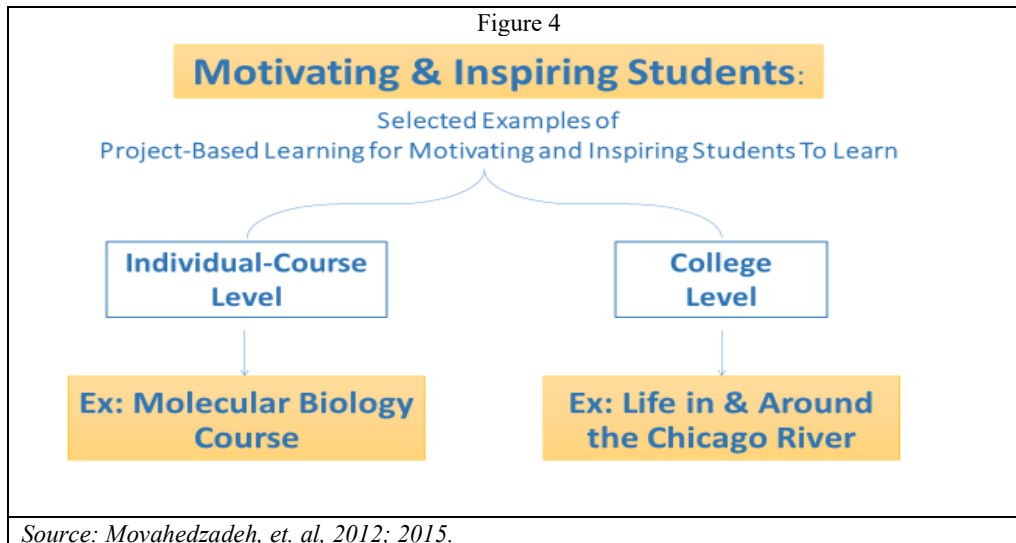 Figure 4
Motivating & Inspiring Students:
Selected Examples of
Project-Based Learning for Motivating and Inspiring Students To Learn
Individual-Course
Level
College
Level
Ex: Molecular Biology
Course
Ex: Life in & Around
the Chicago River
Source: Movahedzadeh, et. al, 2012; 2015.